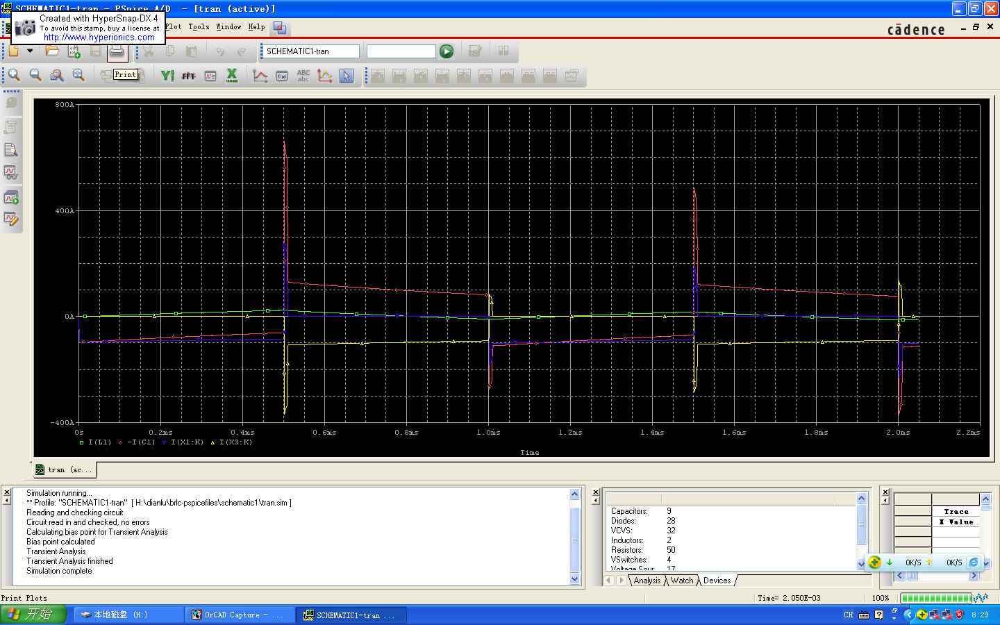 SCHEMATIC1-tran - PSpice A/D - [tran (active)]
Created with HyperSnap-DX 4
To avoid this stamp, buy a license at
http://www.hyperionics.com
Plot Tools Window Help
cādence
SCHEMATIC1-tran
Print
Y! FFT
f(x)
ABC
abc
800A
400A
0A
-400A
0s 0.2ms 0.4ms 0.6ms 0.8ms 1.0ms 1.2ms 1.4ms 1.6ms 1.8ms 2.0ms 2.2ms
I(L1) -I(C1) I(X1:K) I(X3:K)
Time
tran (ac...
Simulation running...
** Profile: "SCHEMATIC1-tran" [ H:\dianlu\brlc-pspicefiles\schematic1\tran.sim ]
Reading and checking circuit
Circuit read in and checked, no errors
Calculating bias point for Transient Analysis
Bias point calculated
Transient Analysis
Transient Analysis finished
Simulation complete
Capacitors: 9
Diodes: 28
VCVS: 32
Inductors: 2
Resistors: 50
VSwitches: 4
Voltage Sour 17
Analysis Watch Devices
Trace
X Value
0K/S 0K/S
Print Plots
Time= 2.050E-03 100%
开始
本地磁盘 (H:)
OrCAD Capture - ...
SCHEMATIC1-tran ...
CH
8:29